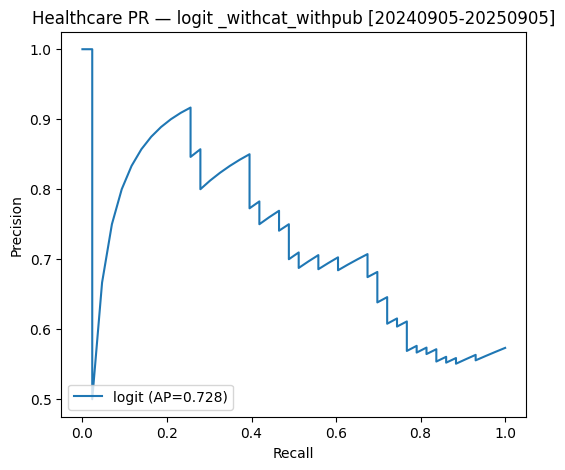 Healthcare PR — logit _withcat_withpub [20240905-20250905]
1.0
0.9
0.8
0.7
0.6
0.5
Precision
logit (AP=0.728)
0.0 0.2 0.4 0.6 0.8 1.0
Recall